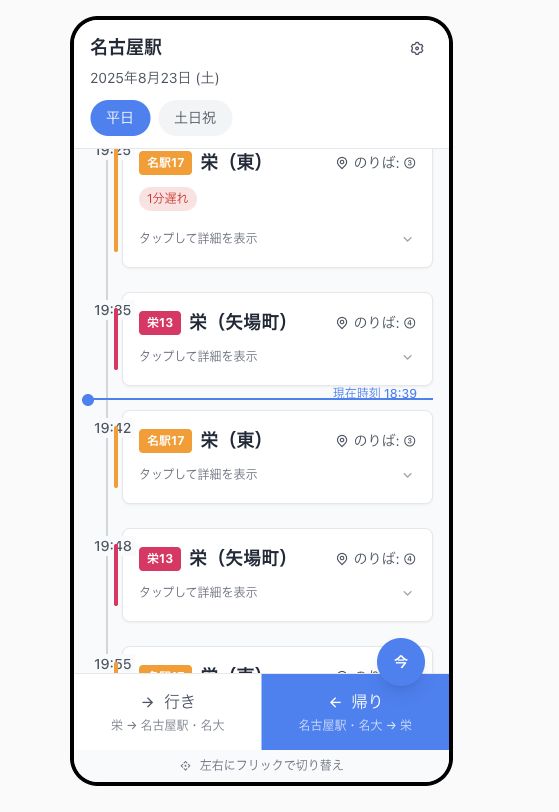 名古屋駅
2025年8月23日 (土)
平日 土日祝
19:25 名駅17 栄（東） のりば: ③
1分遅れ
タップして詳細を表示
19:35 栄13 栄（矢場町） のりば: ④
タップして詳細を表示
現在時刻 18:39
19:42 名駅17 栄（東） のりば: ③
タップして詳細を表示
19:48 栄13 栄（矢場町） のりば: ④
タップして詳細を表示
19:55
今
→ 行き ← 帰り
栄 → 名古屋駅・名大 名古屋駅・名大 → 栄
左右にフリックで切り替え